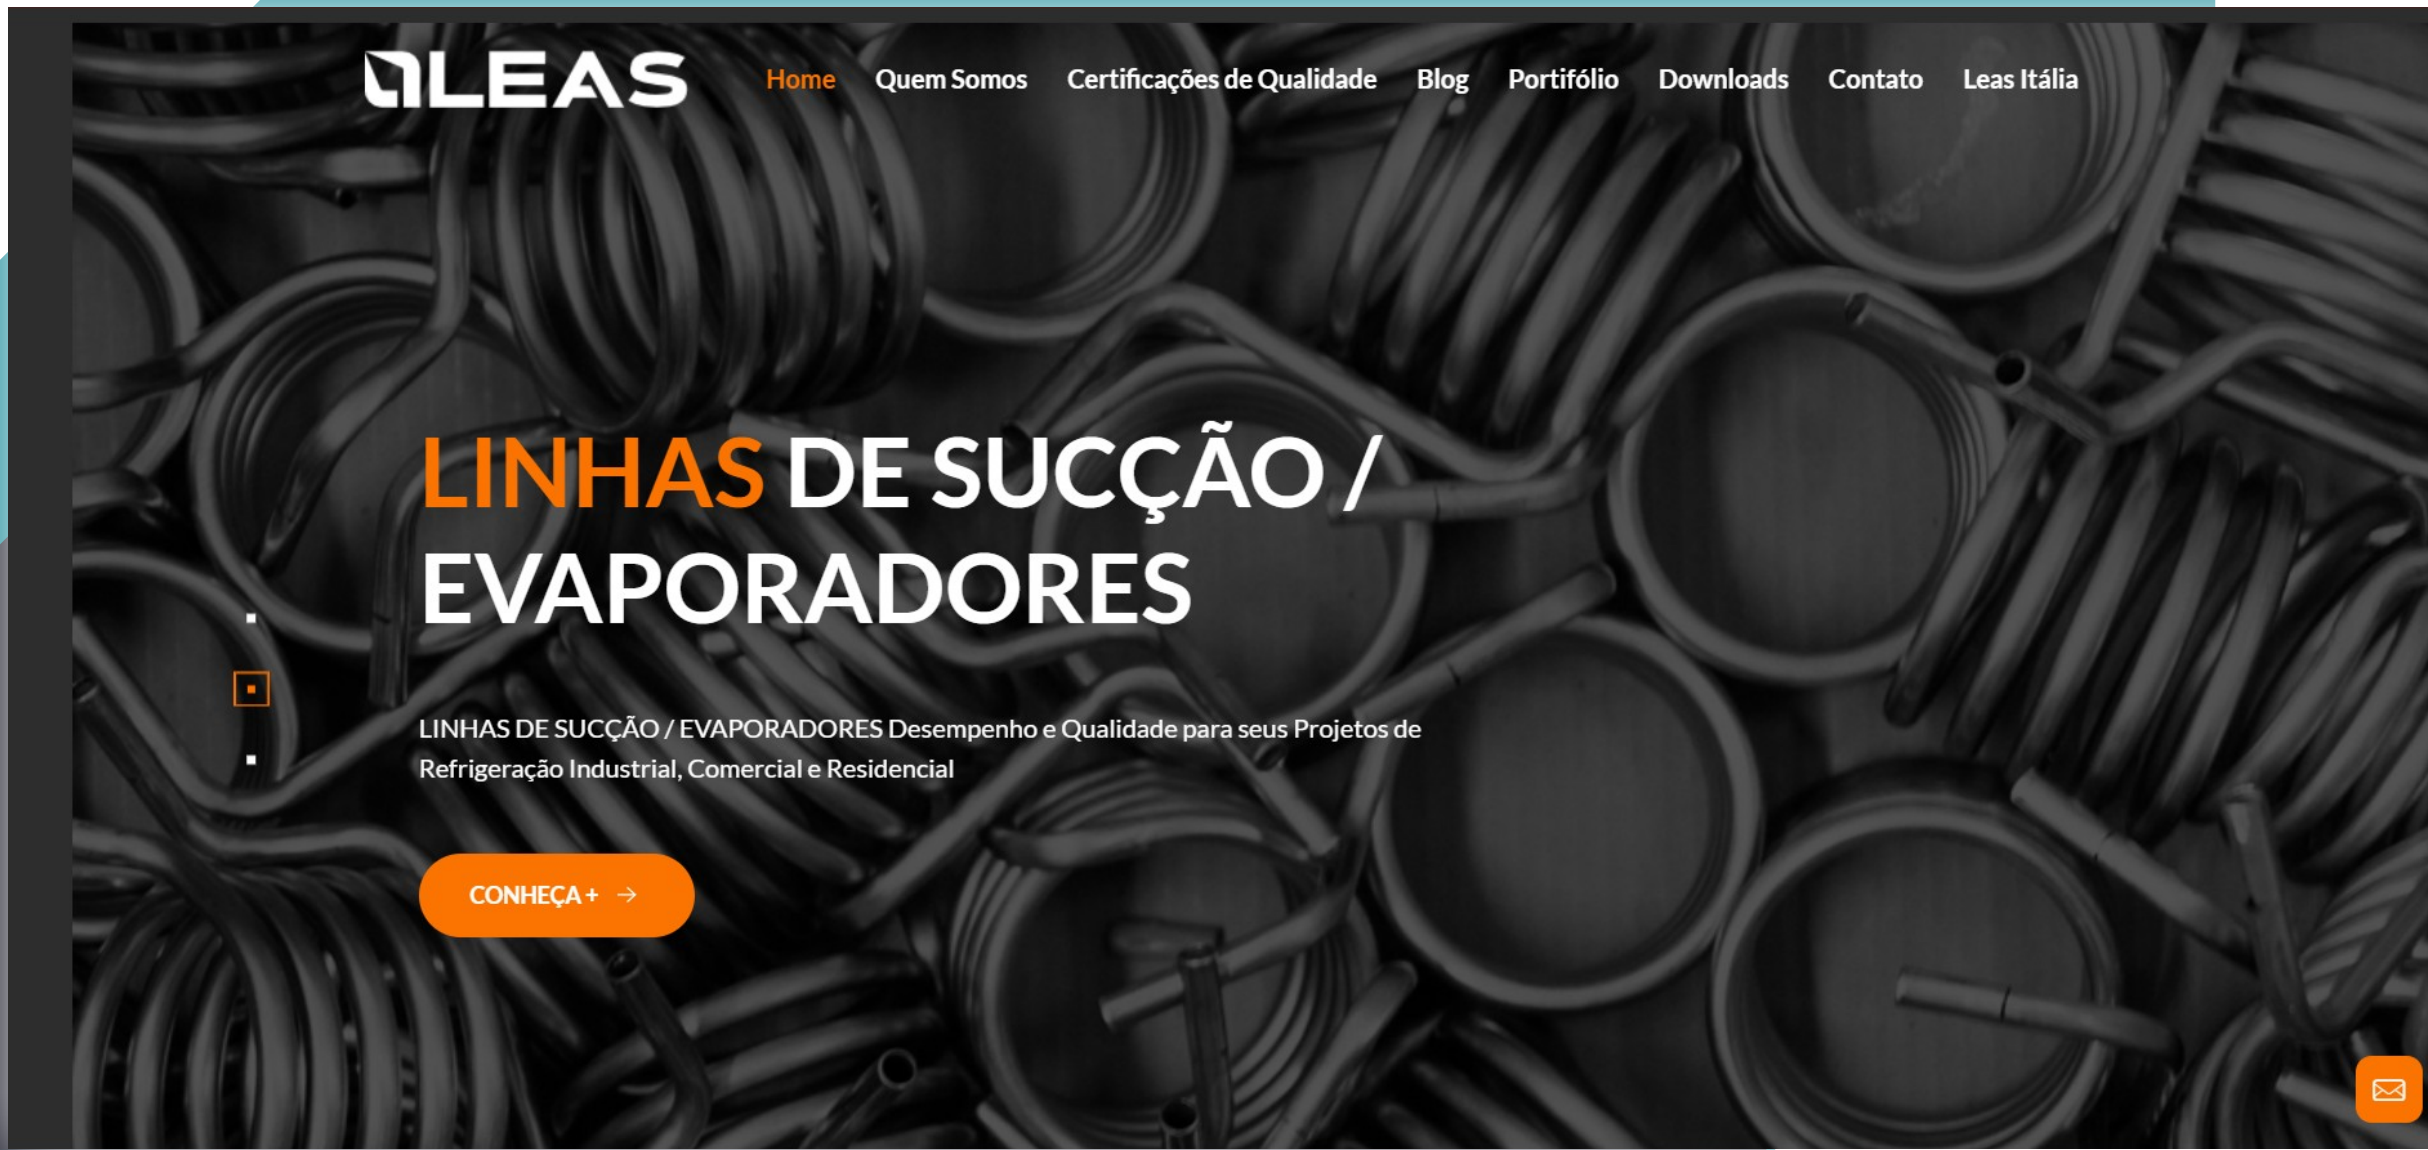 LEAS
Home Quem Somos Certificações de Qualidade Blog Portifólio Downloads Contato Leas Itália
LINHAS DE SUCÇÃO /
EVAPORADORES
LINHAS DE SUCÇÃO / EVAPORADORES Desempenho e Qualidade para seus Projetos de
Refrigeração Industrial, Comercial e Residencial
CONHEÇA + →